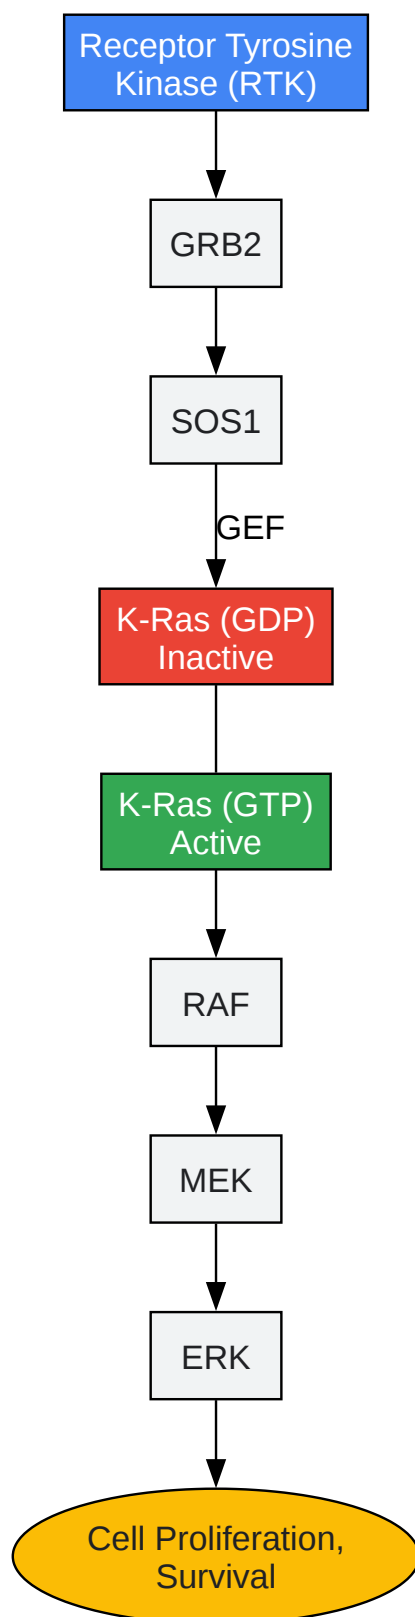 Receptor Tyrosine
Kinase (RTK)
GRB2
SOS1
GEF
K-Ras (GDP)
Inactive
K-Ras (GTP)
Active
RAF
MEK
ERK
Cell Proliferation,
Survival